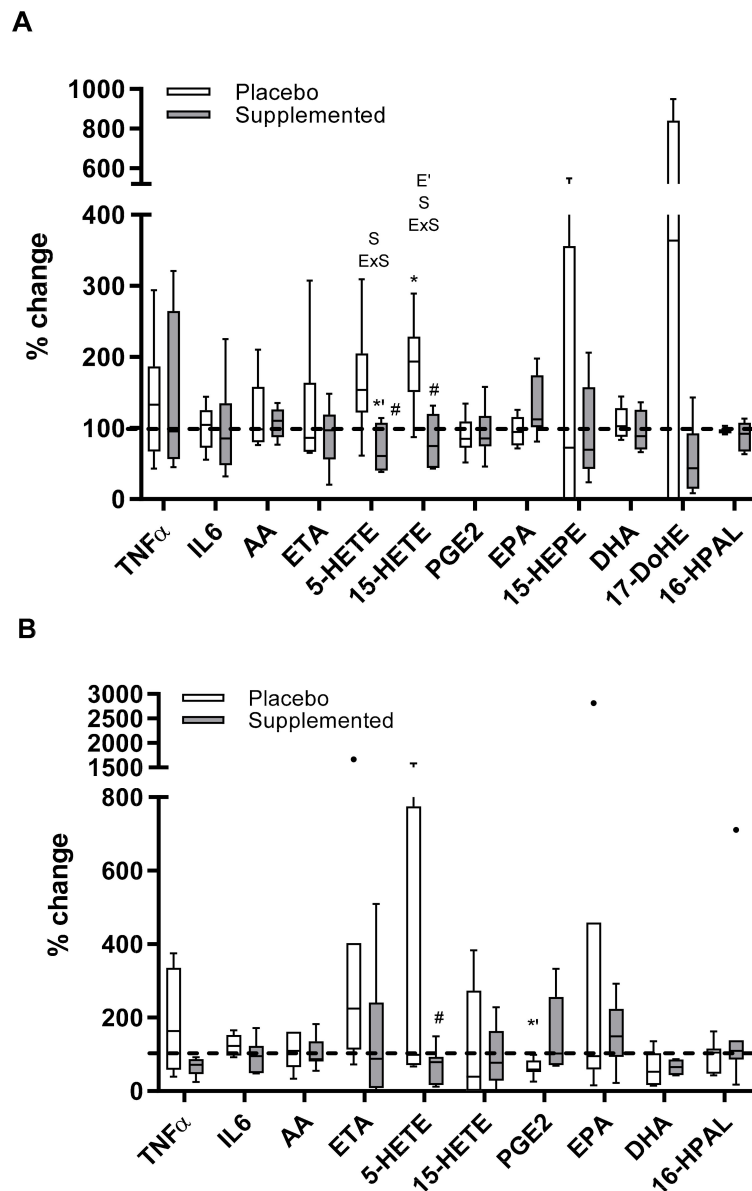 A
1000
800
600
400
300
200
100
0
% change
Placebo
Supplemented
E'
S
ExS
S
ExS
*
*' #
#
TNFα IL6 AA ETA 5-HETE 15-HETE PGE2 EPA 15-HEPE DHA 17-DoHE 16-HPAL
B
3000
2500
2000
1500
800
600
400
200
0
% change
Placebo
Supplemented
#
*'
TNFα IL6 AA ETA 5-HETE 15-HETE PGE2 EPA DHA 16-HPAL